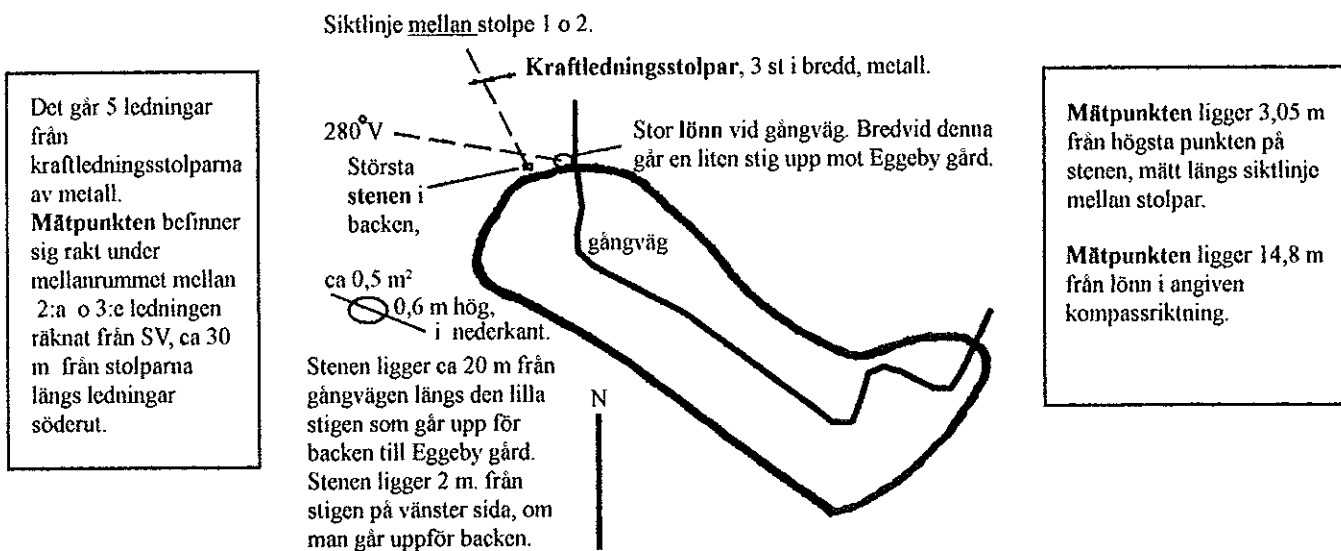 Siktlinje mellan stolpe 1 o 2.
Kraftledningsstolpar, 3 st i bredd, metall.
Det går 5 ledningar
från
kraftledningsstolparna
av metall.
Mätpunkten befinner
sig rakt under
mellanrummet mellan
2:a o 3:e ledningen
räknat från SV, ca 30
m från stolparna
längs ledningar
söderut.
280°V
Största
stenen i
backen,
Stor lönn vid gångväg. Bredvid denna
går en liten stig upp mot Eggeby gård.
gångväg
ca 0,5 m²
0,6 m hög,
i nederkant.
Stenen ligger ca 20 m från
gångvägen längs den lilla
stigen som går upp för
backen till Eggeby gård.
Stenen ligger 2 m. från
stigen på vänster sida, om
man går uppför backen.
N
Mätpunkten ligger 3,05 m
från högsta punkten på
stenen, mätt längs siktlinje
mellan stolpar.
Mätpunkten ligger 14,8 m
från lönn i angiven
kompassriktning.